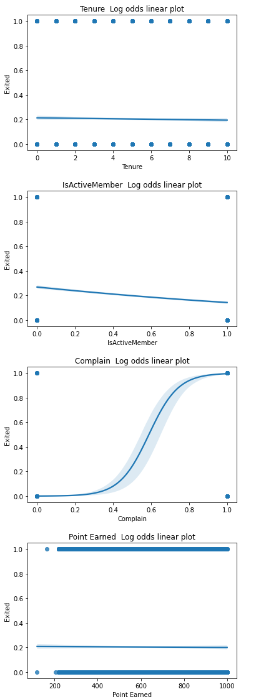 Tenure Log odds linear plot
1.0
0.8
0.6
0.4
0.2
0.0
Exited
0 2 4 6 8 10
Tenure
IsActiveMember Log odds linear plot
1.0
0.8
0.6
0.4
0.2
0.0
Exited
0.0 0.2 0.4 0.6 0.8 1.0
IsActiveMember
Complain Log odds linear plot
1.0
0.8
0.6
0.4
0.2
0.0
Exited
0.0 0.2 0.4 0.6 0.8 1.0
Complain
Point Earned Log odds linear plot
1.0
0.8
0.6
0.4
0.2
0.0
Exited
200 400 600 800 1000
Point Earned